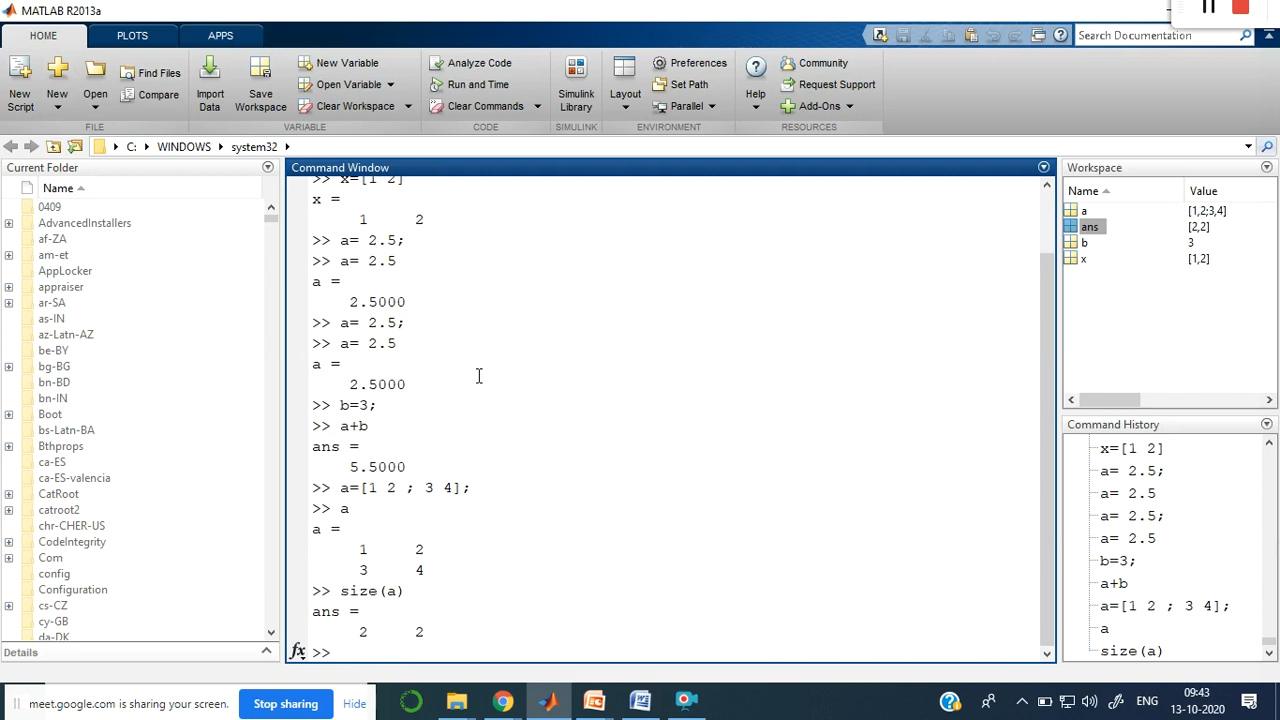 MATLAB R2013a
HOME
PLOTS
APPS
Search Documentation
New Script
New
Open
Find Files
Compare
Import Data
Save Workspace
New Variable
Open Variable
Clear Workspace
Analyze Code
Run and Time
Clear Commands
Simulink Library
Layout
Preferences
Set Path
Parallel
Help
Community
Request Support
Add-Ons
FILE
VARIABLE
CODE
SIMULINK
ENVIRONMENT
RESOURCES
C: WINDOWS system32
Current Folder
Name
0409
AdvancedInstallers
af-ZA
am-et
AppLocker
appraiser
ar-SA
as-IN
az-Latn-AZ
be-BY
bg-BG
bn-BD
bn-IN
Boot
bs-Latn-BA
Bthprops
ca-ES
ca-ES-valencia
CatRoot
catroot2
chr-CHER-US
CodeIntegrity
Com
config
Configuration
cs-CZ
cy-GB
da-DK
Details
Command Window
>> x=[1 2]
x =
1 2
>> a= 2.5;
>> a= 2.5
a =
2.5000
>> a= 2.5;
>> a= 2.5
a =
2.5000
>> b=3;
>> a+b
ans =
5.5000
>> a=[1 2 ; 3 4];
>> a
a =
1 2
3 4
>> size(a)
ans =
2 2
fx >>
Workspace
Name Value
a [1,2;3,4]
ans [2,2]
b 3
x [1,2]
Command History
x=[1 2]
a= 2.5;
a= 2.5
a= 2.5;
a= 2.5
b=3;
a+b
a=[1 2 ; 3 4];
a
size(a)
meet.google.com is sharing your screen.
Stop sharing
Hide
ENG
09:43
13-10-2020